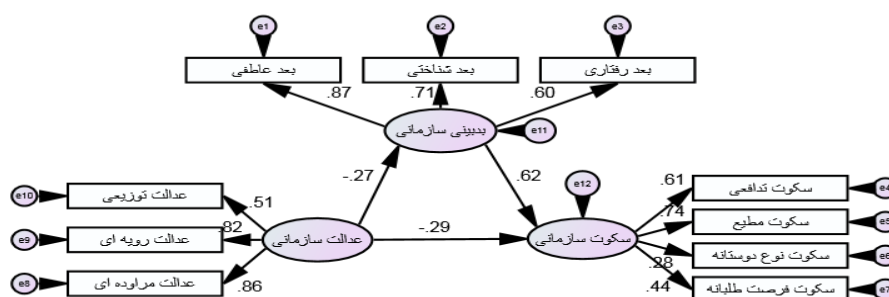 e1
e2
e3
بعد عاطفی
بعد شناختی
بعد رفتاری
.87
.71
.60
بدبینی سازمانی
e11
-.27
.62
e12
.61
سکوت تدافعی
e4
e10
عدالت توزیعی
.51
.74
سکوت مطیع
e5
e9
عدالت رویه ای
.82
عدالت سازمانی
-.29
سکوت سازمانی
سکوت نوع دوستانه
e6
.28
e8
عدالت مراوده ای
.86
.44
سکوت فرصت طلبانه
e7